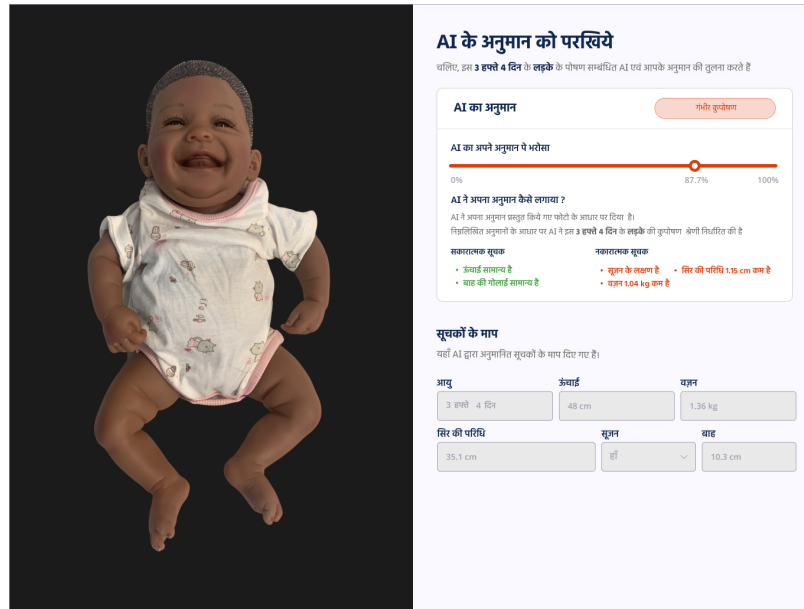 AI के अनुमान को परखिये
चलिए, इस 3 हफ्ते 4 दिन के लड़के के पोषण सम्बंधित AI एवं आपके अनुमान की तुलना करते हैं
AI का अनुमान
गंभीर कुपोषण
AI का अपने अनुमान पे भरोसा
0%
87.7%
100%
AI ने अपना अनुमान कैसे लगाया ?
AI ने अपना अनुमान प्रस्तुत किये गए फोटो के आधार पर दिया है।
निम्नलिखित अनुमानों के आधार पर AI ने इस 3 हफ्ते 4 दिन के लड़के की कुपोषण श्रेणी निर्धारित की है
सकारात्मक सूचक
• ऊंचाई सामान्य है
• बाह की गोलाई सामान्य है
नकारात्मक सूचक
• सूजन के लक्षण है
• सिर की परिधि 1.15 cm कम है
• वज़न 1.04 kg कम है
सूचकों के माप
यहाँ AI द्वारा अनुमानित सूचकों के माप दिए गए हैं।
आयु
3 हफ्ते 4 दिन
ऊंचाई
48 cm
वज़न
1.36 kg
सिर की परिधि
35.1 cm
सूजन
हाँ
बाह
10.3 cm